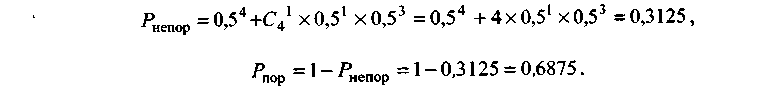 P_непор = 0,5^4 + C_4^1 × 0,5^1 × 0,5^3 = 0,5^4 + 4 × 0,5^1 × 0,5^3 = 0,3125 ,
P_пор = 1 − P_непор = 1 − 0,3125 = 0,6875 .